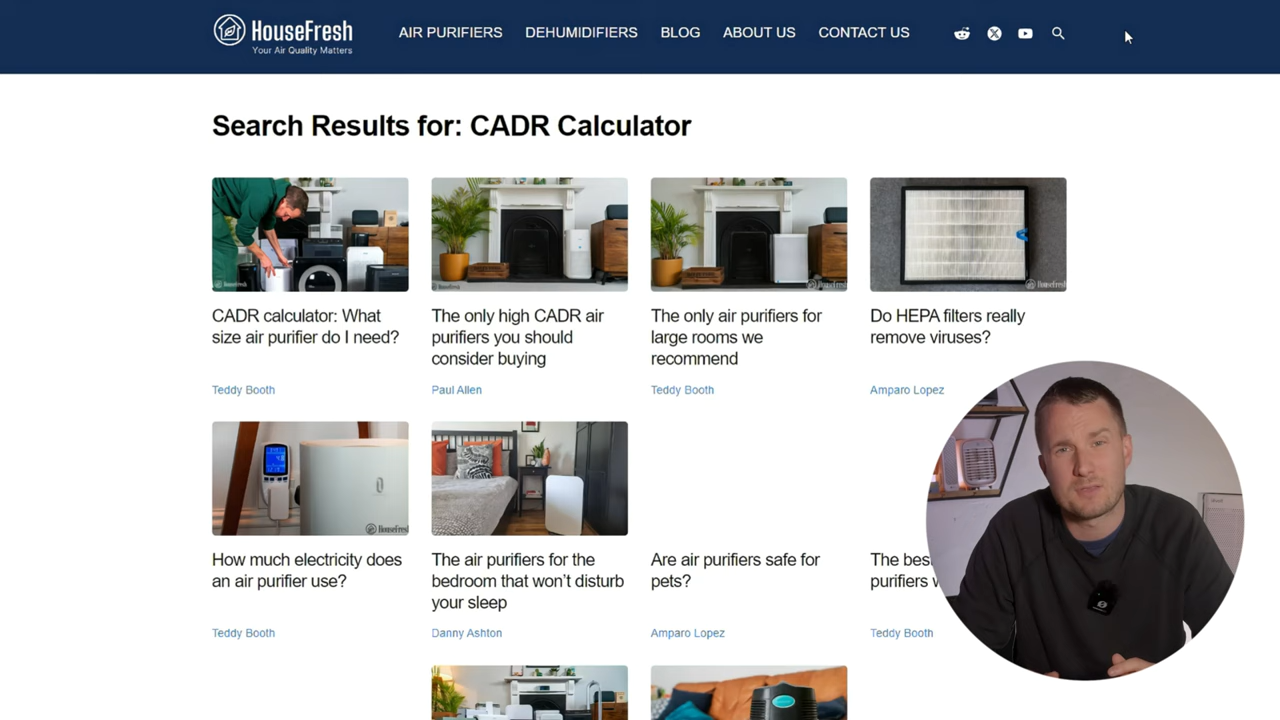 HouseFresh
Your Air Quality Matters
AIR PURIFIERS
DEHUMIDIFIERS
BLOG
ABOUT US
CONTACT US
Search Results for: CADR Calculator
CADR calculator: What
size air purifier do I need?
Teddy Booth
The only high CADR air
purifiers you should
consider buying
Paul Allen
The only air purifiers for
large rooms we
recommend
Teddy Booth
Do HEPA filters really
remove viruses?
Amparo Lopez
HouseFresh
HouseFresh
HouseFresh
HouseFresh
HouseFresh
How much electricity does
an air purifier use?
Teddy Booth
The air purifiers for the
bedroom that won’t disturb
your sleep
Danny Ashton
Are air purifiers safe for
pets?
Amparo Lopez
The bes
purifiers
Teddy Booth